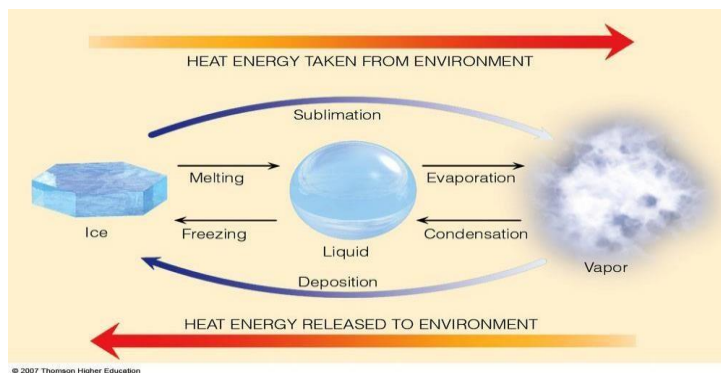 HEAT ENERGY TAKEN FROM ENVIRONMENT
Sublimation
Melting
Evaporation
Ice
Freezing
Liquid
Condensation
Vapor
Deposition
HEAT ENERGY RELEASED TO ENVIRONMENT
© 2007 Thomson Higher Education